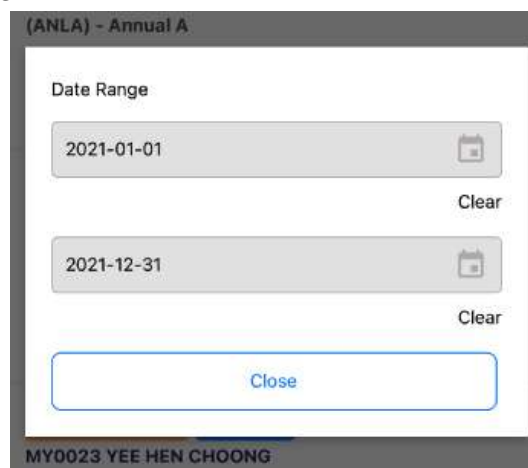 (ANLA) - Annual A
Date Range
2021-01-01
Clear
2021-12-31
Clear
Close
MY0023 YEE HEN CHOONG